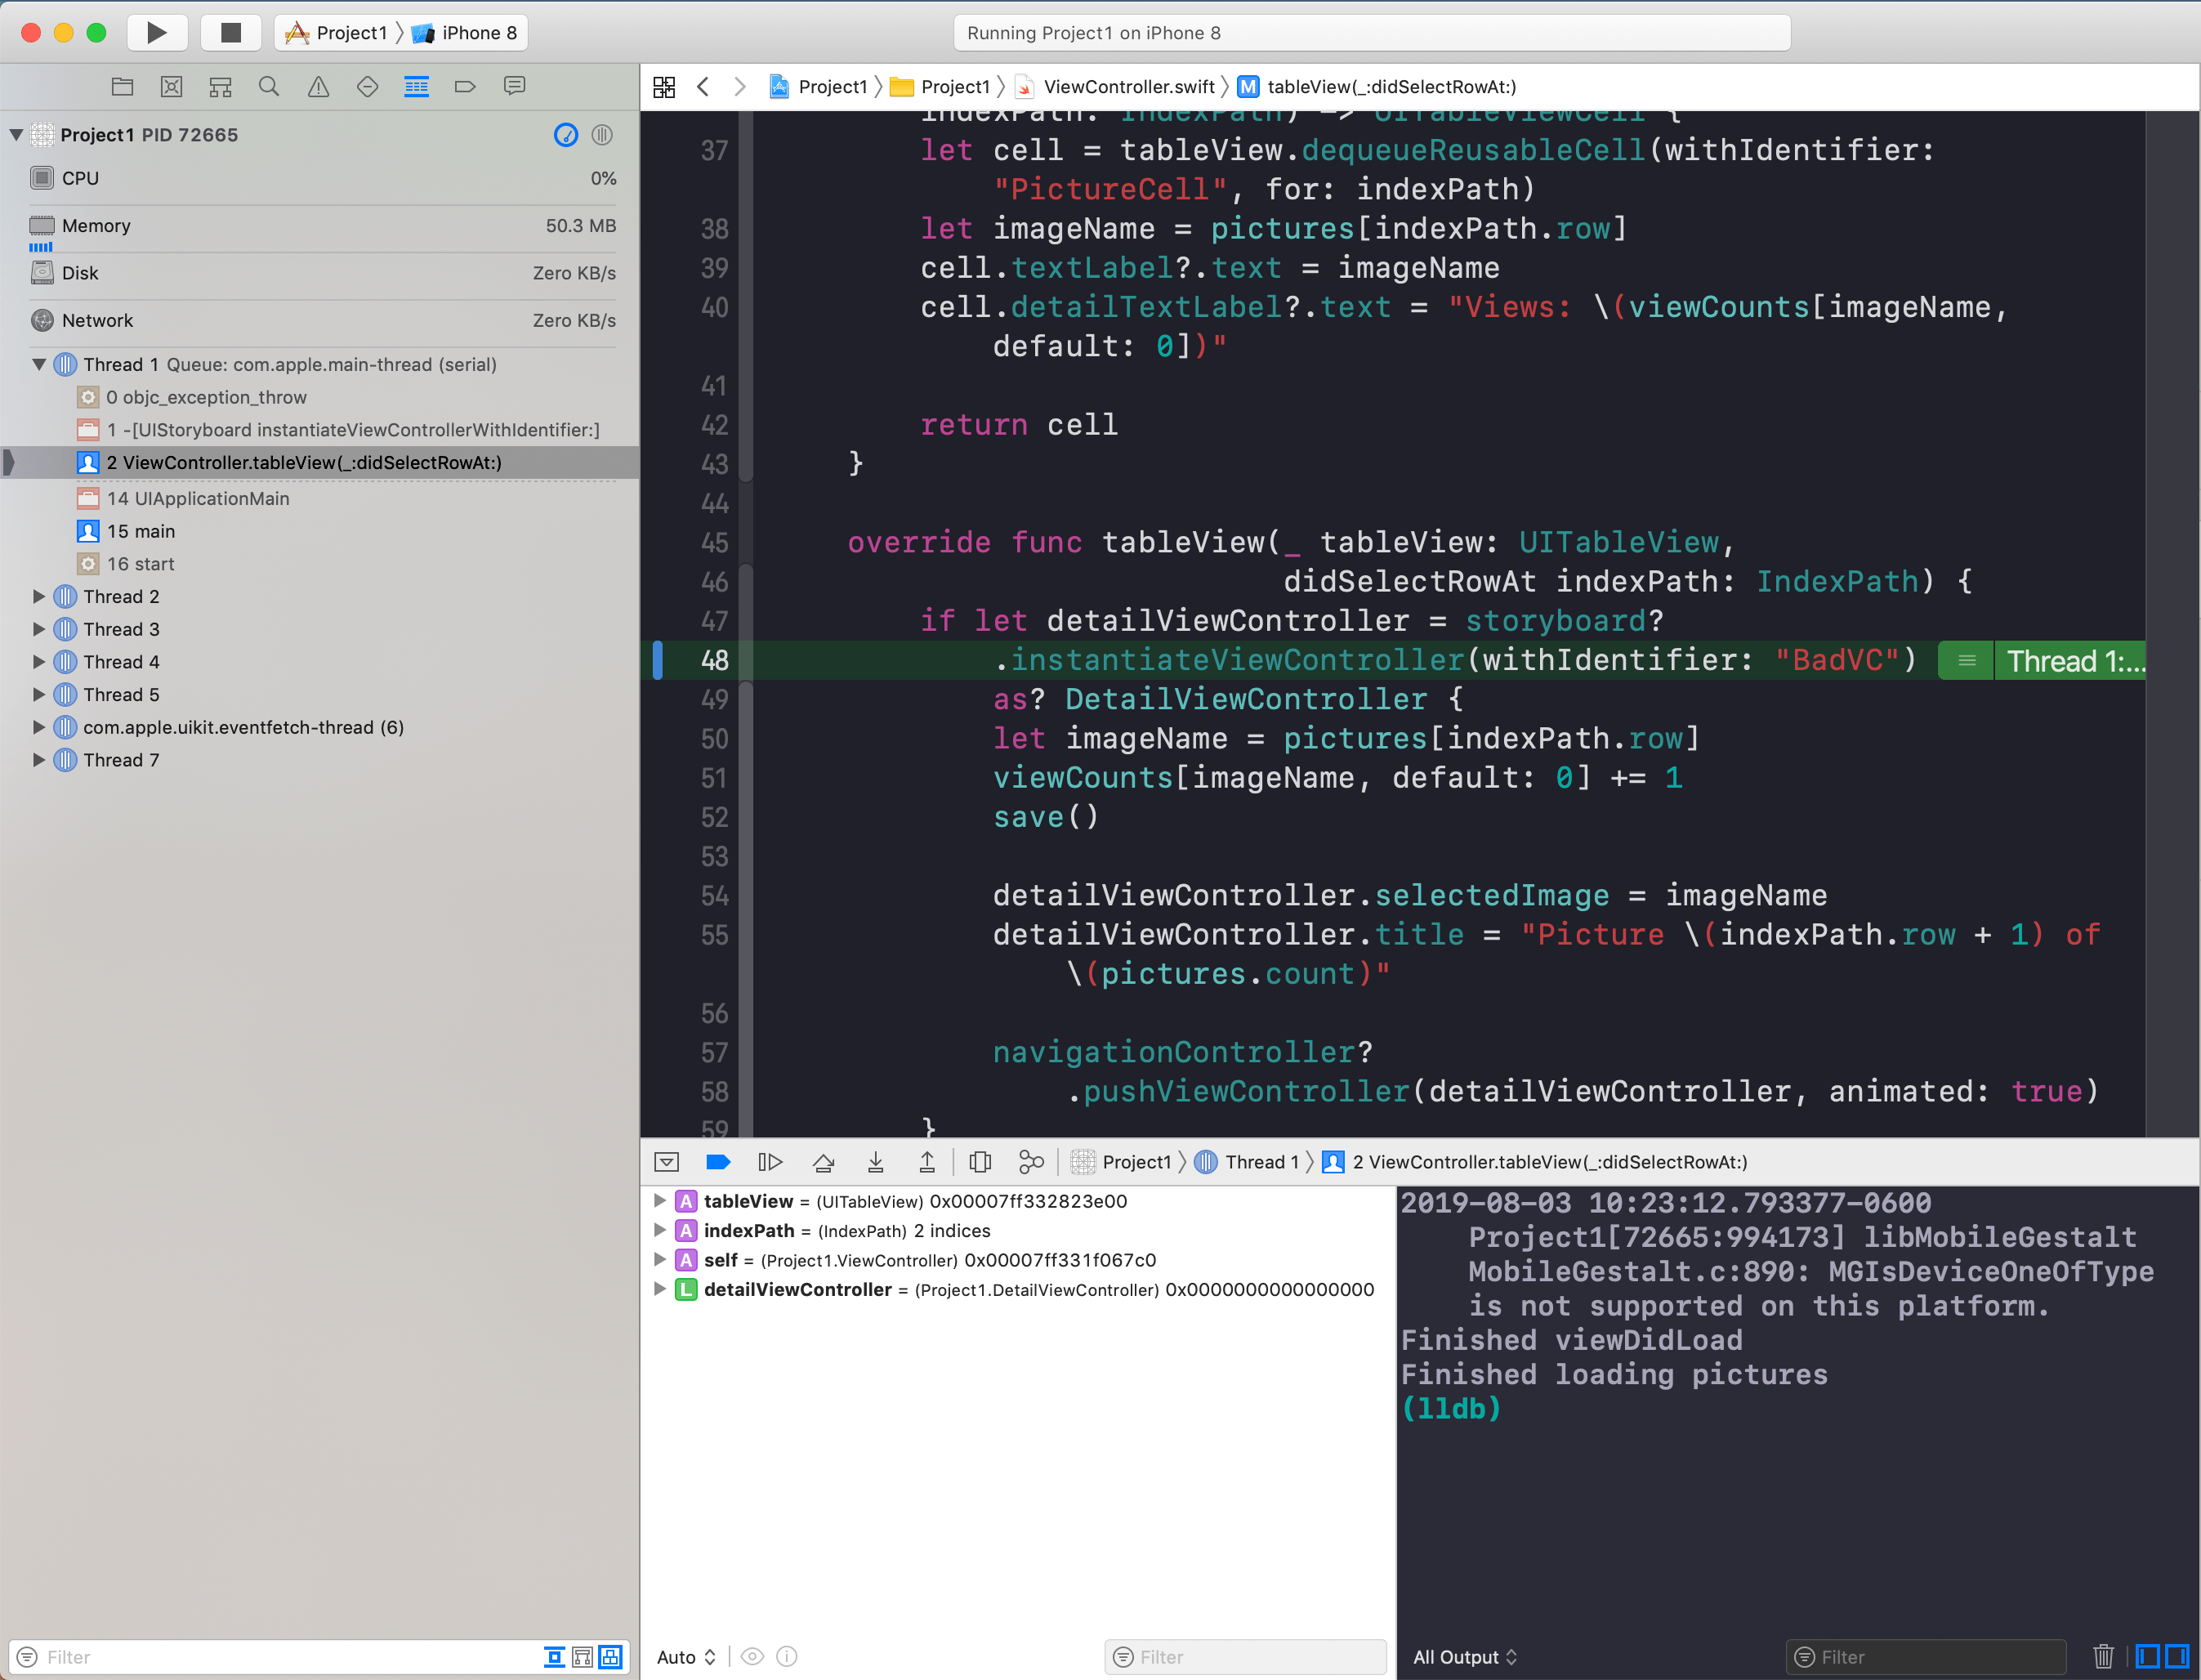 Project1 iPhone 8
Running Project1 on iPhone 8
Project1 PID 72665
CPU 0%
Memory 50.3 MB
Disk Zero KB/s
Network Zero KB/s
Thread 1 Queue: com.apple.main-thread (serial)
0 objc_exception_throw
1 -[UIStoryboard instantiateViewControllerWithIdentifier:]
2 ViewController.tableView(_:didSelectRowAt:)
14 UIApplicationMain
15 main
16 start
Thread 2
Thread 3
Thread 4
Thread 5
com.apple.uikit.eventfetch-thread (6)
Thread 7
Filter
Project1 Project1 ViewController.swift M tableView(_:didSelectRowAt:)
indexPath: IndexPath) -> UITableViewCell {
37 let cell = tableView.dequeueReusableCell(withIdentifier:
"PictureCell", for: indexPath)
38 let imageName = pictures[indexPath.row]
39 cell.textLabel?.text = imageName
40 cell.detailTextLabel?.text = "Views: \(viewCounts[imageName,
default: 0])"
41
42 return cell
43 }
44
45 override func tableView(_ tableView: UITableView,
46 didSelectRowAt indexPath: IndexPath) {
47 if let detailViewController = storyboard?
48 .instantiateViewController(withIdentifier: "BadVC") Thread 1:...
49 as? DetailViewController {
50 let imageName = pictures[indexPath.row]
51 viewCounts[imageName, default: 0] += 1
52 save()
53
54 detailViewController.selectedImage = imageName
55 detailViewController.title = "Picture \(indexPath.row + 1) of
\(pictures.count)"
56
57 navigationController?
58 .pushViewController(detailViewController, animated: true)
59 }
Project1 Thread 1 2 ViewController.tableView(_:didSelectRowAt:)
A tableView = (UITableView) 0x00007ff332823e00
A indexPath = (IndexPath) 2 indices
A self = (Project1.ViewController) 0x00007ff331f067c0
L detailViewController = (Project1.DetailViewController) 0x0000000000000000
Auto Filter
2019-08-03 10:23:12.793377-0600
Project1[72665:994173] libMobileGestalt
MobileGestalt.c:890: MGIsDeviceOneOfType
is not supported on this platform.
Finished viewDidLoad
Finished loading pictures
(lldb)
All Output Filter